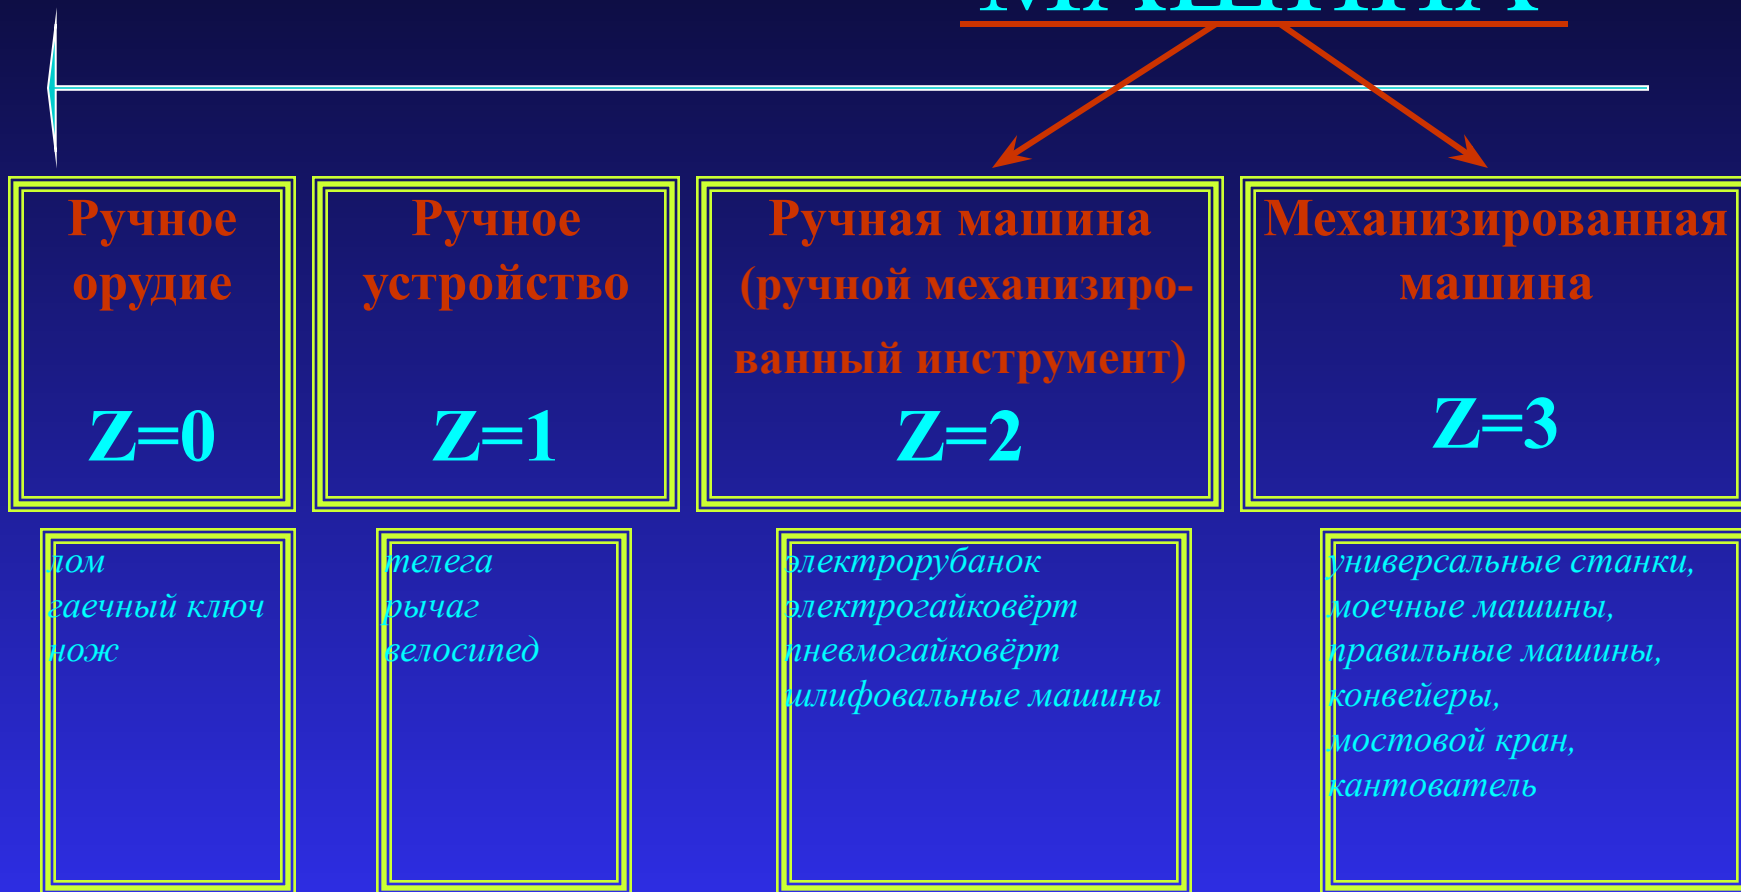 МАШИНА
Ручное
орудие
Z=0
Ручное
устройство
Z=1
Ручная машина
(ручной механизиро-
ванный инструмент)
Z=2
Механизированная
машина
Z=3
лом
гаечный ключ
нож
телега
рычаг
велосипед
электрорубанок
электрогайковёрт
пневмогайковёрт
шлифовальные машины
универсальные станки,
моечные машины,
правильные машины,
конвейеры,
мостовой кран,
кантователь